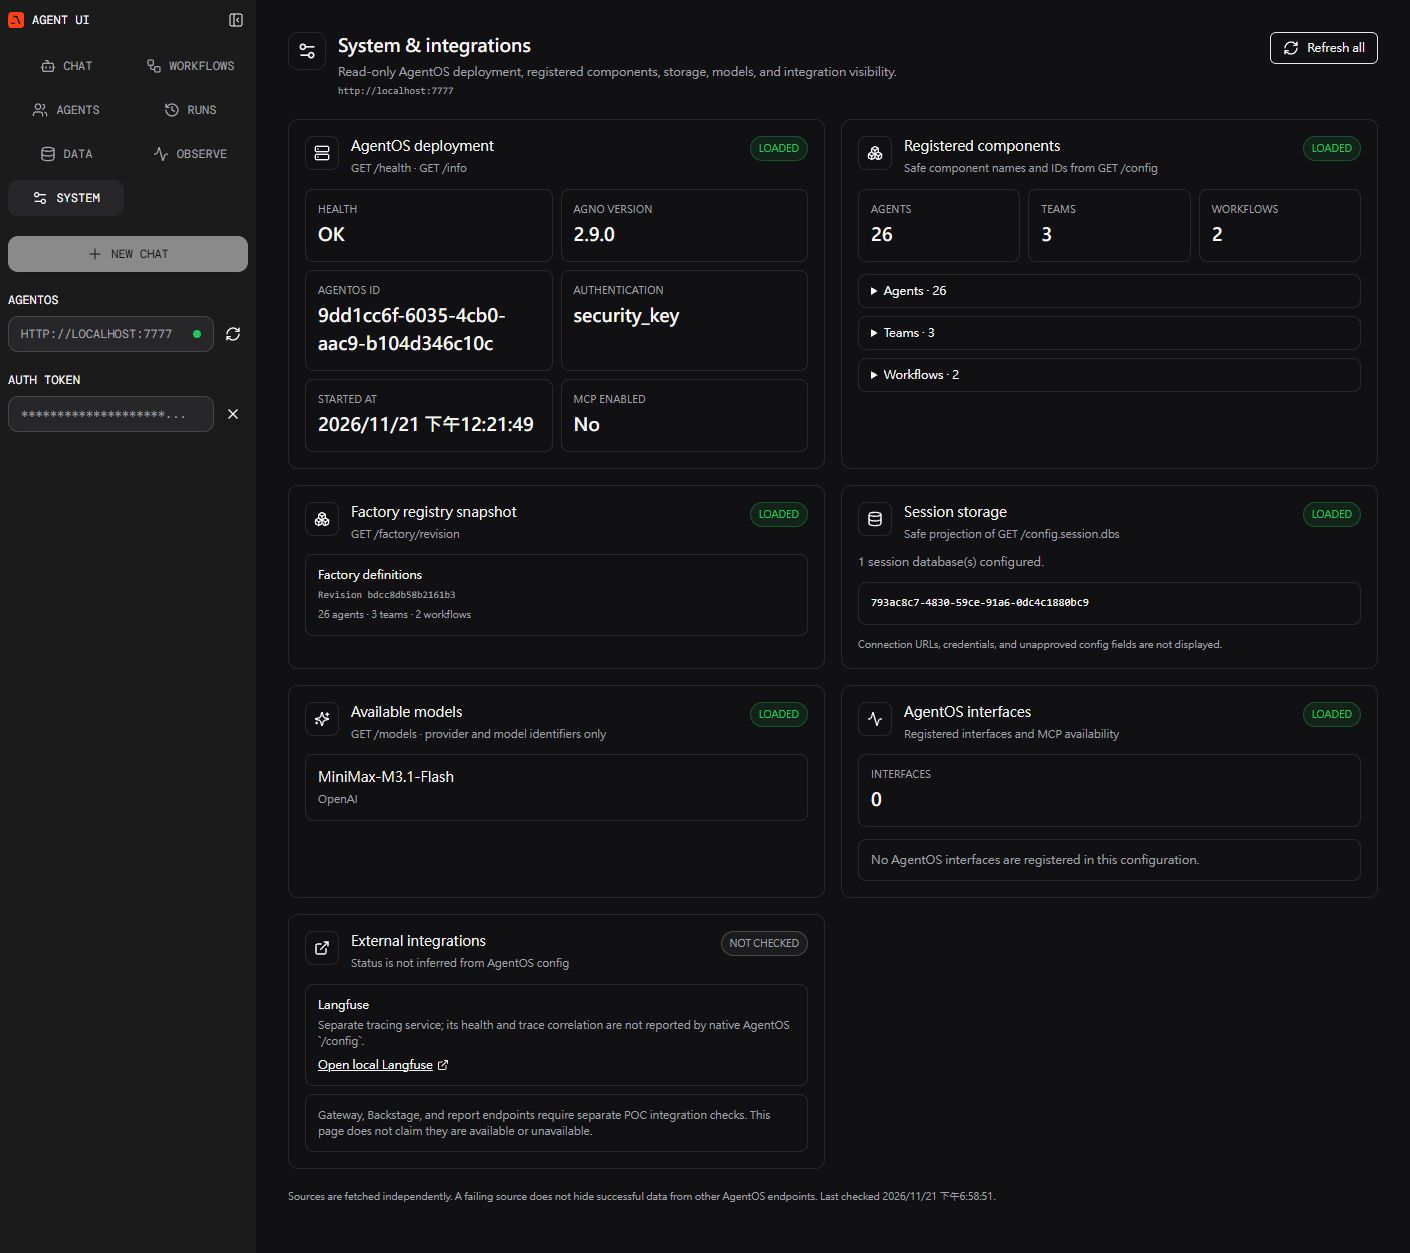 AGENT UI
CHAT
WORKFLOWS
AGENTS
RUNS
DATA
OBSERVE
SYSTEM
NEW CHAT
AGENTOS
HTTP://LOCALHOST:7777
AUTH TOKEN
********************...
System & integrations
Read-only AgentOS deployment, registered components, storage, models, and integration visibility.
http://localhost:7777
Refresh all
AgentOS deployment
GET /health · GET /info
LOADED
HEALTH
OK
AGNO VERSION
2.9.0
AGENTOS ID
9dd1cc6f-6035-4cb0-
aac9-b104d346c10c
AUTHENTICATION
security_key
STARTED AT
2026/11/21 下午12:21:49
MCP ENABLED
No
Registered components
Safe component names and IDs from GET /config
LOADED
AGENTS
26
TEAMS
3
WORKFLOWS
2
Agents · 26
Teams · 3
Workflows · 2
Factory registry snapshot
GET /factory/revision
LOADED
Factory definitions
Revision bdcc8db58b2161b3
26 agents · 3 teams · 2 workflows
Session storage
Safe projection of GET /config.session.dbs
LOADED
1 session database(s) configured.
793ac8c7-4830-59ce-91a6-0dc4c1880bc9
Connection URLs, credentials, and unapproved config fields are not displayed.
Available models
GET /models · provider and model identifiers only
LOADED
MiniMax-M3.1-Flash
OpenAI
AgentOS interfaces
Registered interfaces and MCP availability
LOADED
INTERFACES
0
No AgentOS interfaces are registered in this configuration.
External integrations
Status is not inferred from AgentOS config
NOT CHECKED
Langfuse
Separate tracing service; its health and trace correlation are not reported by native AgentOS
`/config`.
Open local Langfuse
Gateway, Backstage, and report endpoints require separate POC integration checks. This
page does not claim they are available or unavailable.
Sources are fetched independently. A failing source does not hide successful data from other AgentOS endpoints. Last checked 2026/11/21 下午6:58:51.